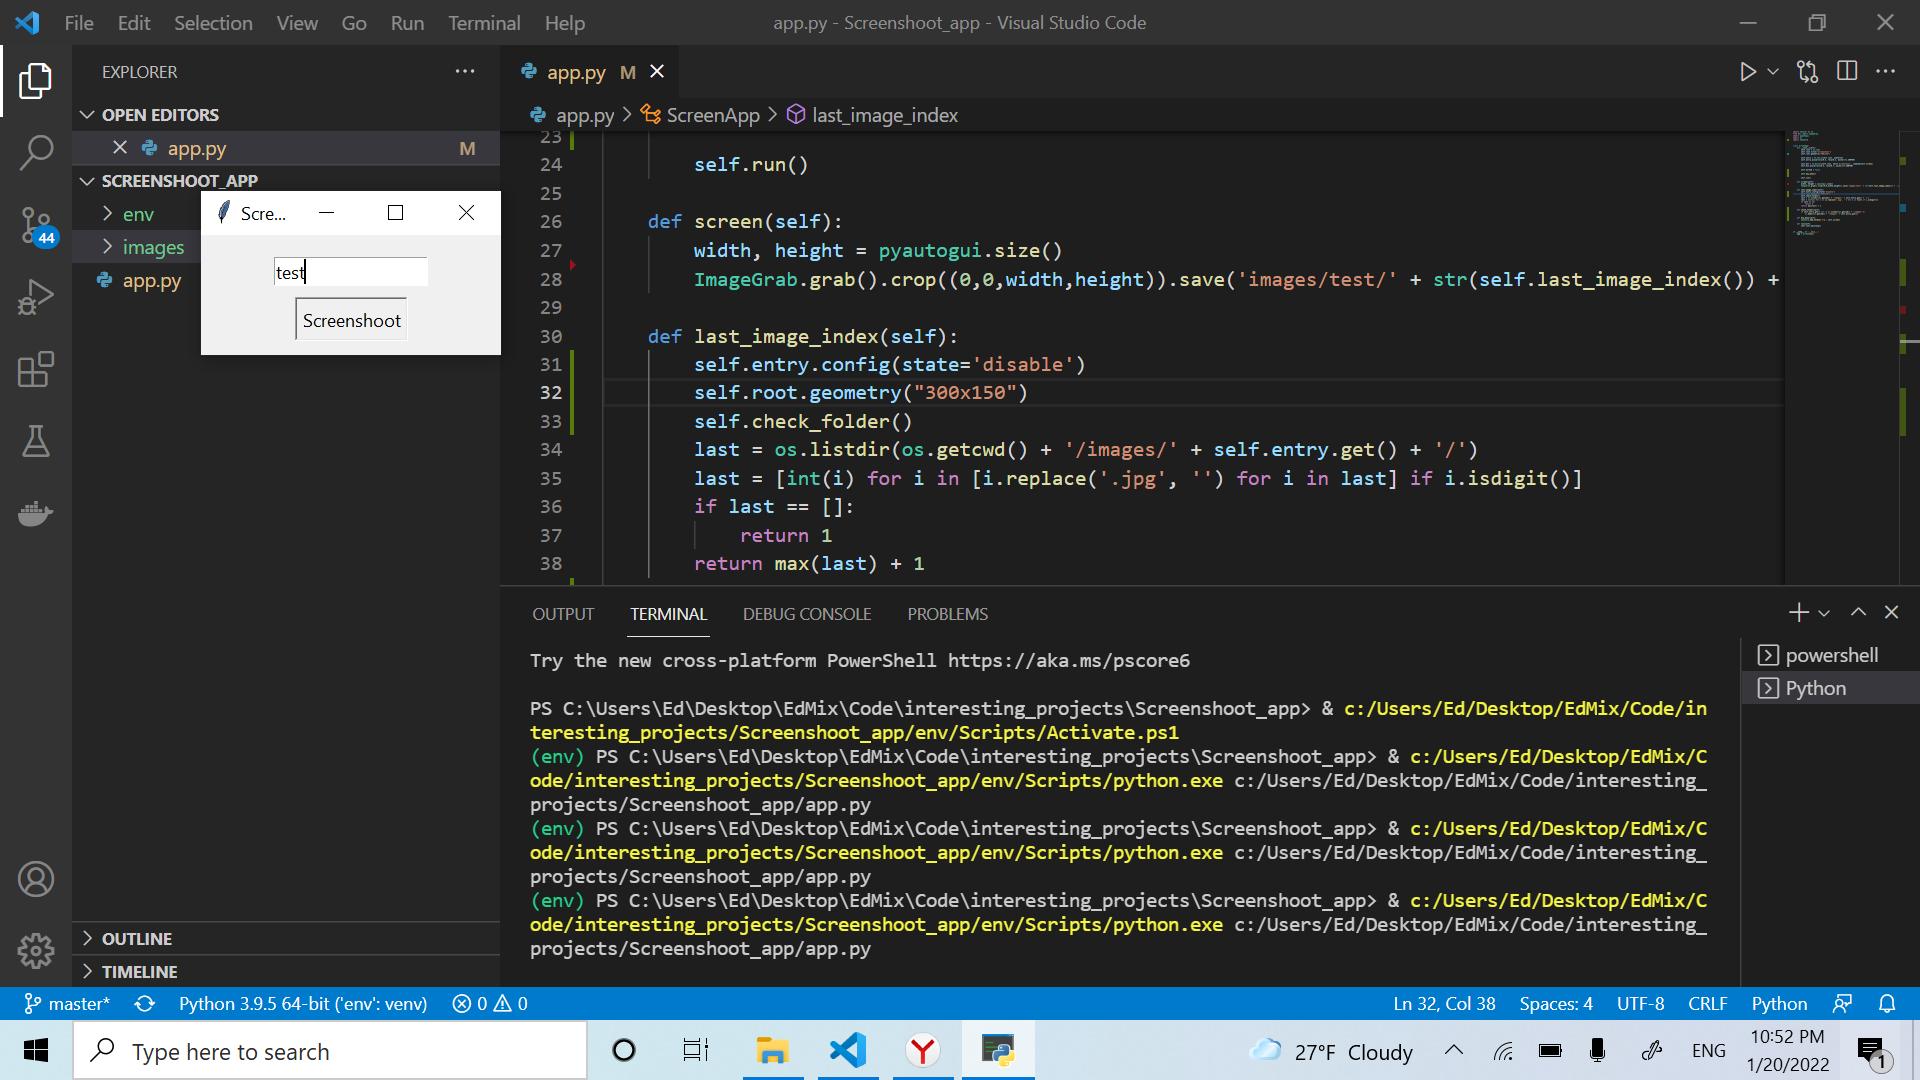 File Edit Selection View Go Run Terminal Help
app.py - Screenshoot_app - Visual Studio Code
EXPLORER
OPEN EDITORS
app.py M
SCREENSHOOT_APP
env
images
app.py
44
Scre...
test
Screenshoot
OUTLINE
TIMELINE
app.py M
app.py > ScreenApp > last_image_index
23
24 self.run()
25
26 def screen(self):
27 width, height = pyautogui.size()
28 ImageGrab.grab().crop((0,0,width,height)).save('images/test/' + str(self.last_image_index()) +
29
30 def last_image_index(self):
31 self.entry.config(state='disable')
32 self.root.geometry("300x150")
33 self.check_folder()
34 last = os.listdir(os.getcwd() + '/images/' + self.entry.get() + '/')
35 last = [int(i) for i in [i.replace('.jpg', '') for i in last] if i.isdigit()]
36 if last == []:
37 return 1
38 return max(last) + 1
OUTPUT TERMINAL DEBUG CONSOLE PROBLEMS
powershell
Python
Try the new cross-platform PowerShell https://aka.ms/pscore6
PS C:\Users\Ed\Desktop\EdMix\Code\interesting_projects\Screenshoot_app> & c:/Users/Ed/Desktop/EdMix/Code/in
teresting_projects/Screenshoot_app/env/Scripts/Activate.ps1
(env) PS C:\Users\Ed\Desktop\EdMix\Code\interesting_projects\Screenshoot_app> & c:/Users/Ed/Desktop/EdMix/C
ode/interesting_projects/Screenshoot_app/env/Scripts/python.exe c:/Users/Ed/Desktop/EdMix/Code/interesting_
projects/Screenshoot_app/app.py
(env) PS C:\Users\Ed\Desktop\EdMix\Code\interesting_projects\Screenshoot_app> & c:/Users/Ed/Desktop/EdMix/C
ode/interesting_projects/Screenshoot_app/env/Scripts/python.exe c:/Users/Ed/Desktop/EdMix/Code/interesting_
projects/Screenshoot_app/app.py
(env) PS C:\Users\Ed\Desktop\EdMix\Code\interesting_projects\Screenshoot_app> & c:/Users/Ed/Desktop/EdMix/C
ode/interesting_projects/Screenshoot_app/env/Scripts/python.exe c:/Users/Ed/Desktop/EdMix/Code/interesting_
projects/Screenshoot_app/app.py
master* Python 3.9.5 64-bit ('env': venv) 0 0 Ln 32, Col 38 Spaces: 4 UTF-8 CRLF Python
Type here to search
27°F Cloudy
ENG
10:52 PM
1/20/2022
1